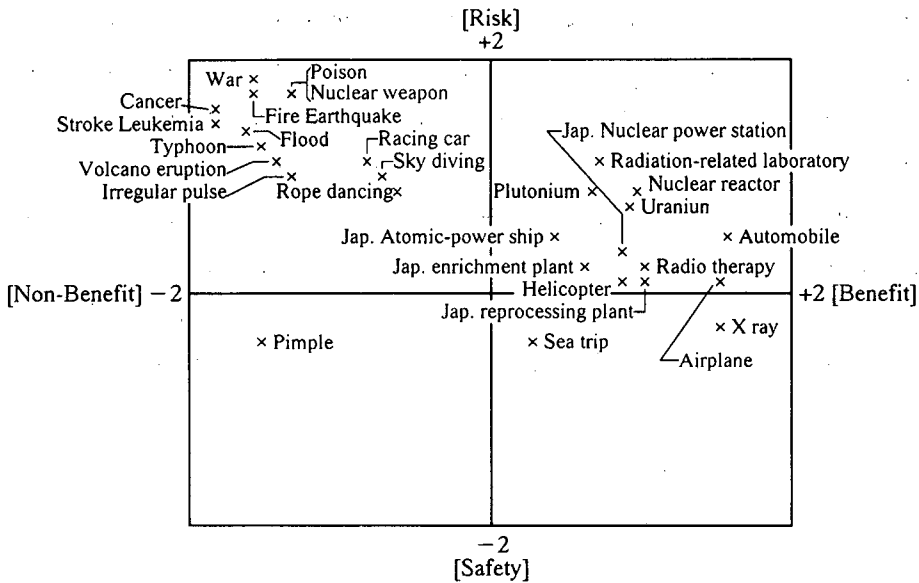 [Risk]
+2
War
Poison
Nuclear weapon
Cancer
Fire Earthquake
Stroke Leukemia
Flood
Racing car
Jap. Nuclear power station
Typhoon
Sky diving
Radiation-related laboratory
Volcano eruption
Irregular pulse
Rope dancing
Plutonium
Nuclear reactor
Uraniun
Jap. Atomic-power ship
Automobile
Jap. enrichment plant
Radio therapy
[Non-Benefit] −2
Helicopter
+2 [Benefit]
Jap. reprocessing plant
X ray
Pimple
Sea trip
Airplane
−2
[Safety]